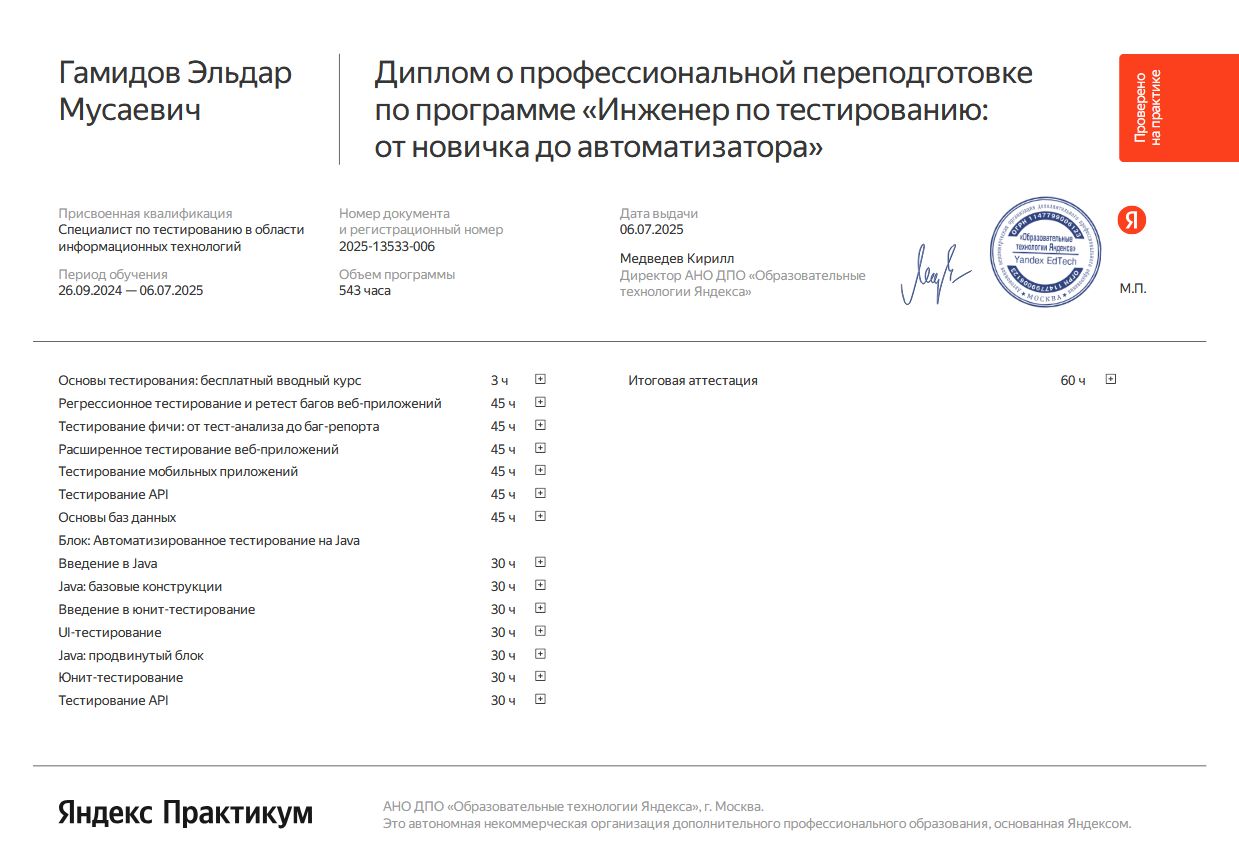 Гамидов Эльдар
Мусаевич
Диплом о профессиональной переподготовке
по программе «Инженер по тестированию:
от новичка до автоматизатора»
Проверено
на практике
Присвоенная квалификация
Специалист по тестированию в области
информационных технологий
Период обучения
26.09.2024 — 06.07.2025
Номер документа
и регистрационный номер
2025-13533-006
Объем программы
543 часа
Дата выдачи
06.07.2025
Медведев Кирилл
Директор АНО ДПО «Образовательные
технологии Яндекса»
«Образовательные
технологии Яндекса»
Yandex EdTech
МОСКВА
Я
М.П.
Основы тестирования: бесплатный вводный курс 3 ч
Регрессионное тестирование и ретест багов веб-приложений 45 ч
Тестирование фичи: от тест-анализа до баг-репорта 45 ч
Расширенное тестирование веб-приложений 45 ч
Тестирование мобильных приложений 45 ч
Тестирование API 45 ч
Основы баз данных 45 ч
Блок: Автоматизированное тестирование на Java
Введение в Java 30 ч
Java: базовые конструкции 30 ч
Введение в юнит-тестирование 30 ч
UI-тестирование 30 ч
Java: продвинутый блок 30 ч
Юнит-тестирование 30 ч
Тестирование API 30 ч
Итоговая аттестация 60 ч
Яндекс Практикум
АНО ДПО «Образовательные технологии Яндекса», г. Москва.
Это автономная некоммерческая организация дополнительного профессионального образования, основанная Яндексом.